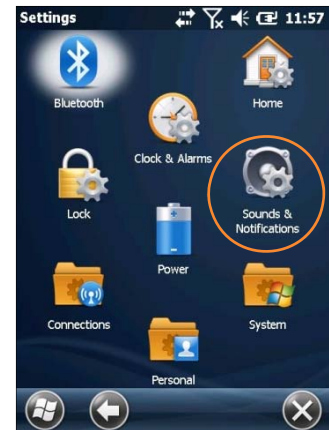 Settings 11:57
Bluetooth
Home
Clock & Alarms
Lock
Sounds &
Notifications
Power
Connections
System
Personal